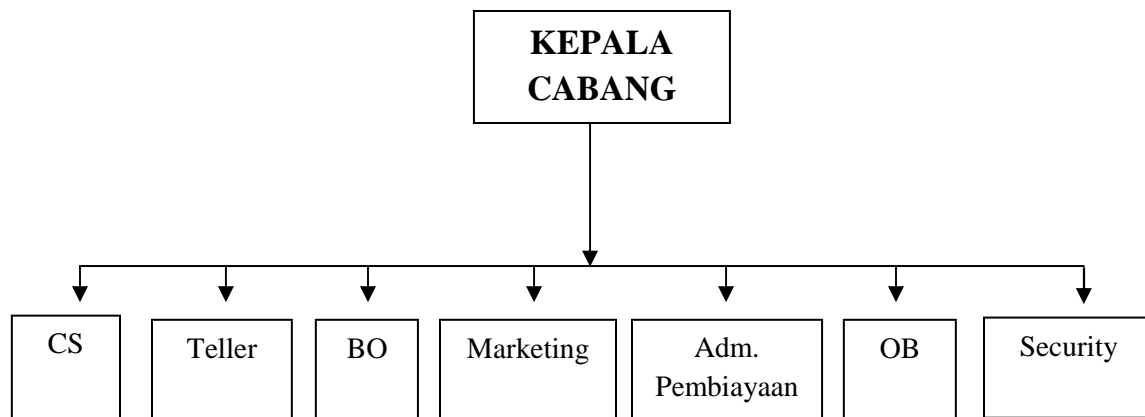 KEPALA
CABANG
CS
Teller
BO
Marketing
Adm.
Pembiayaan
OB
Security